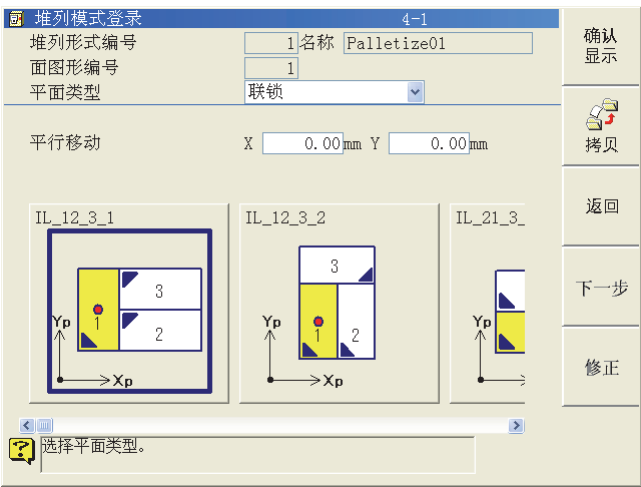 堆列模式登录 4-1
堆列形式编号 1 名称 Palletize01
面图形编号 1
平面类型 联锁
平行移动 X 0.00 mm Y 0.00 mm
IL_12_3_1
3
1
2
Yp
Xp
IL_12_3_2
3
1
2
Yp
Xp
IL_21_3_
Yp
选择平面类型。
确认
显示
拷贝
返回
下一步
修正